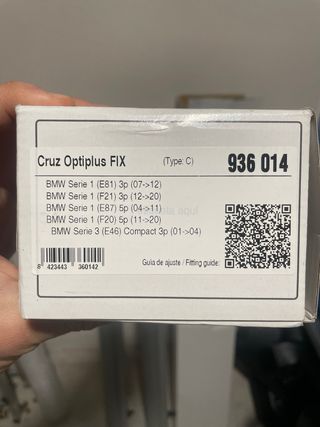 Cruz Optiplus FIX (Type: C) 936 014
BMW Serie 1 (E81) 3p (07->12)
BMW Serie 1 (F21) 3p (12->20)
BMW Serie 1 (E87) 5p (04->11)
BMW Serie 1 (F20) 5p (11->20)
BMW Serie 3 (E46) Compact 3p (01->04)
8 423443 360142
Guia de ajuste / Fitting guide: